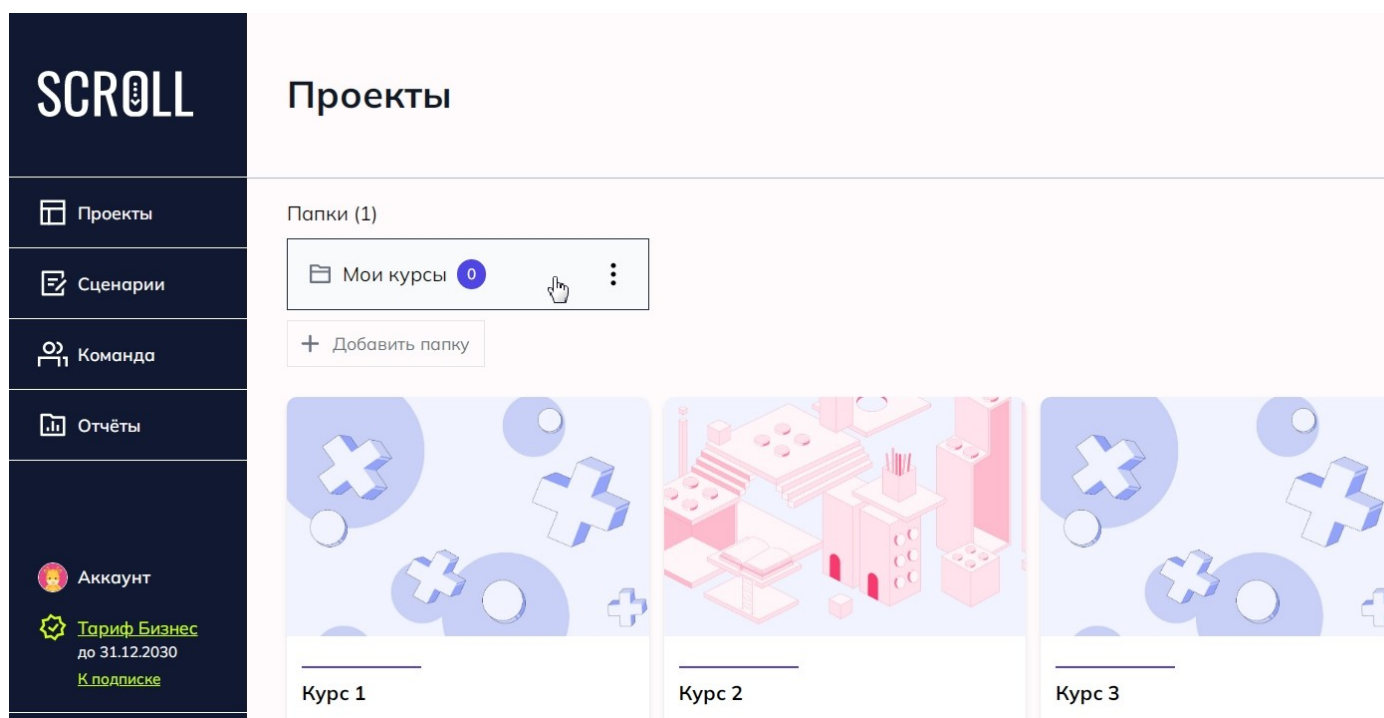 SCROLL
Проекты
Сценарии
Команда
Отчёты
Аккаунт
Тариф Бизнес
до 31.12.2030
К подписке
Проекты
Папки (1)
Мои курсы 0
+ Добавить папку
Курс 1
Курс 2
Курс 3